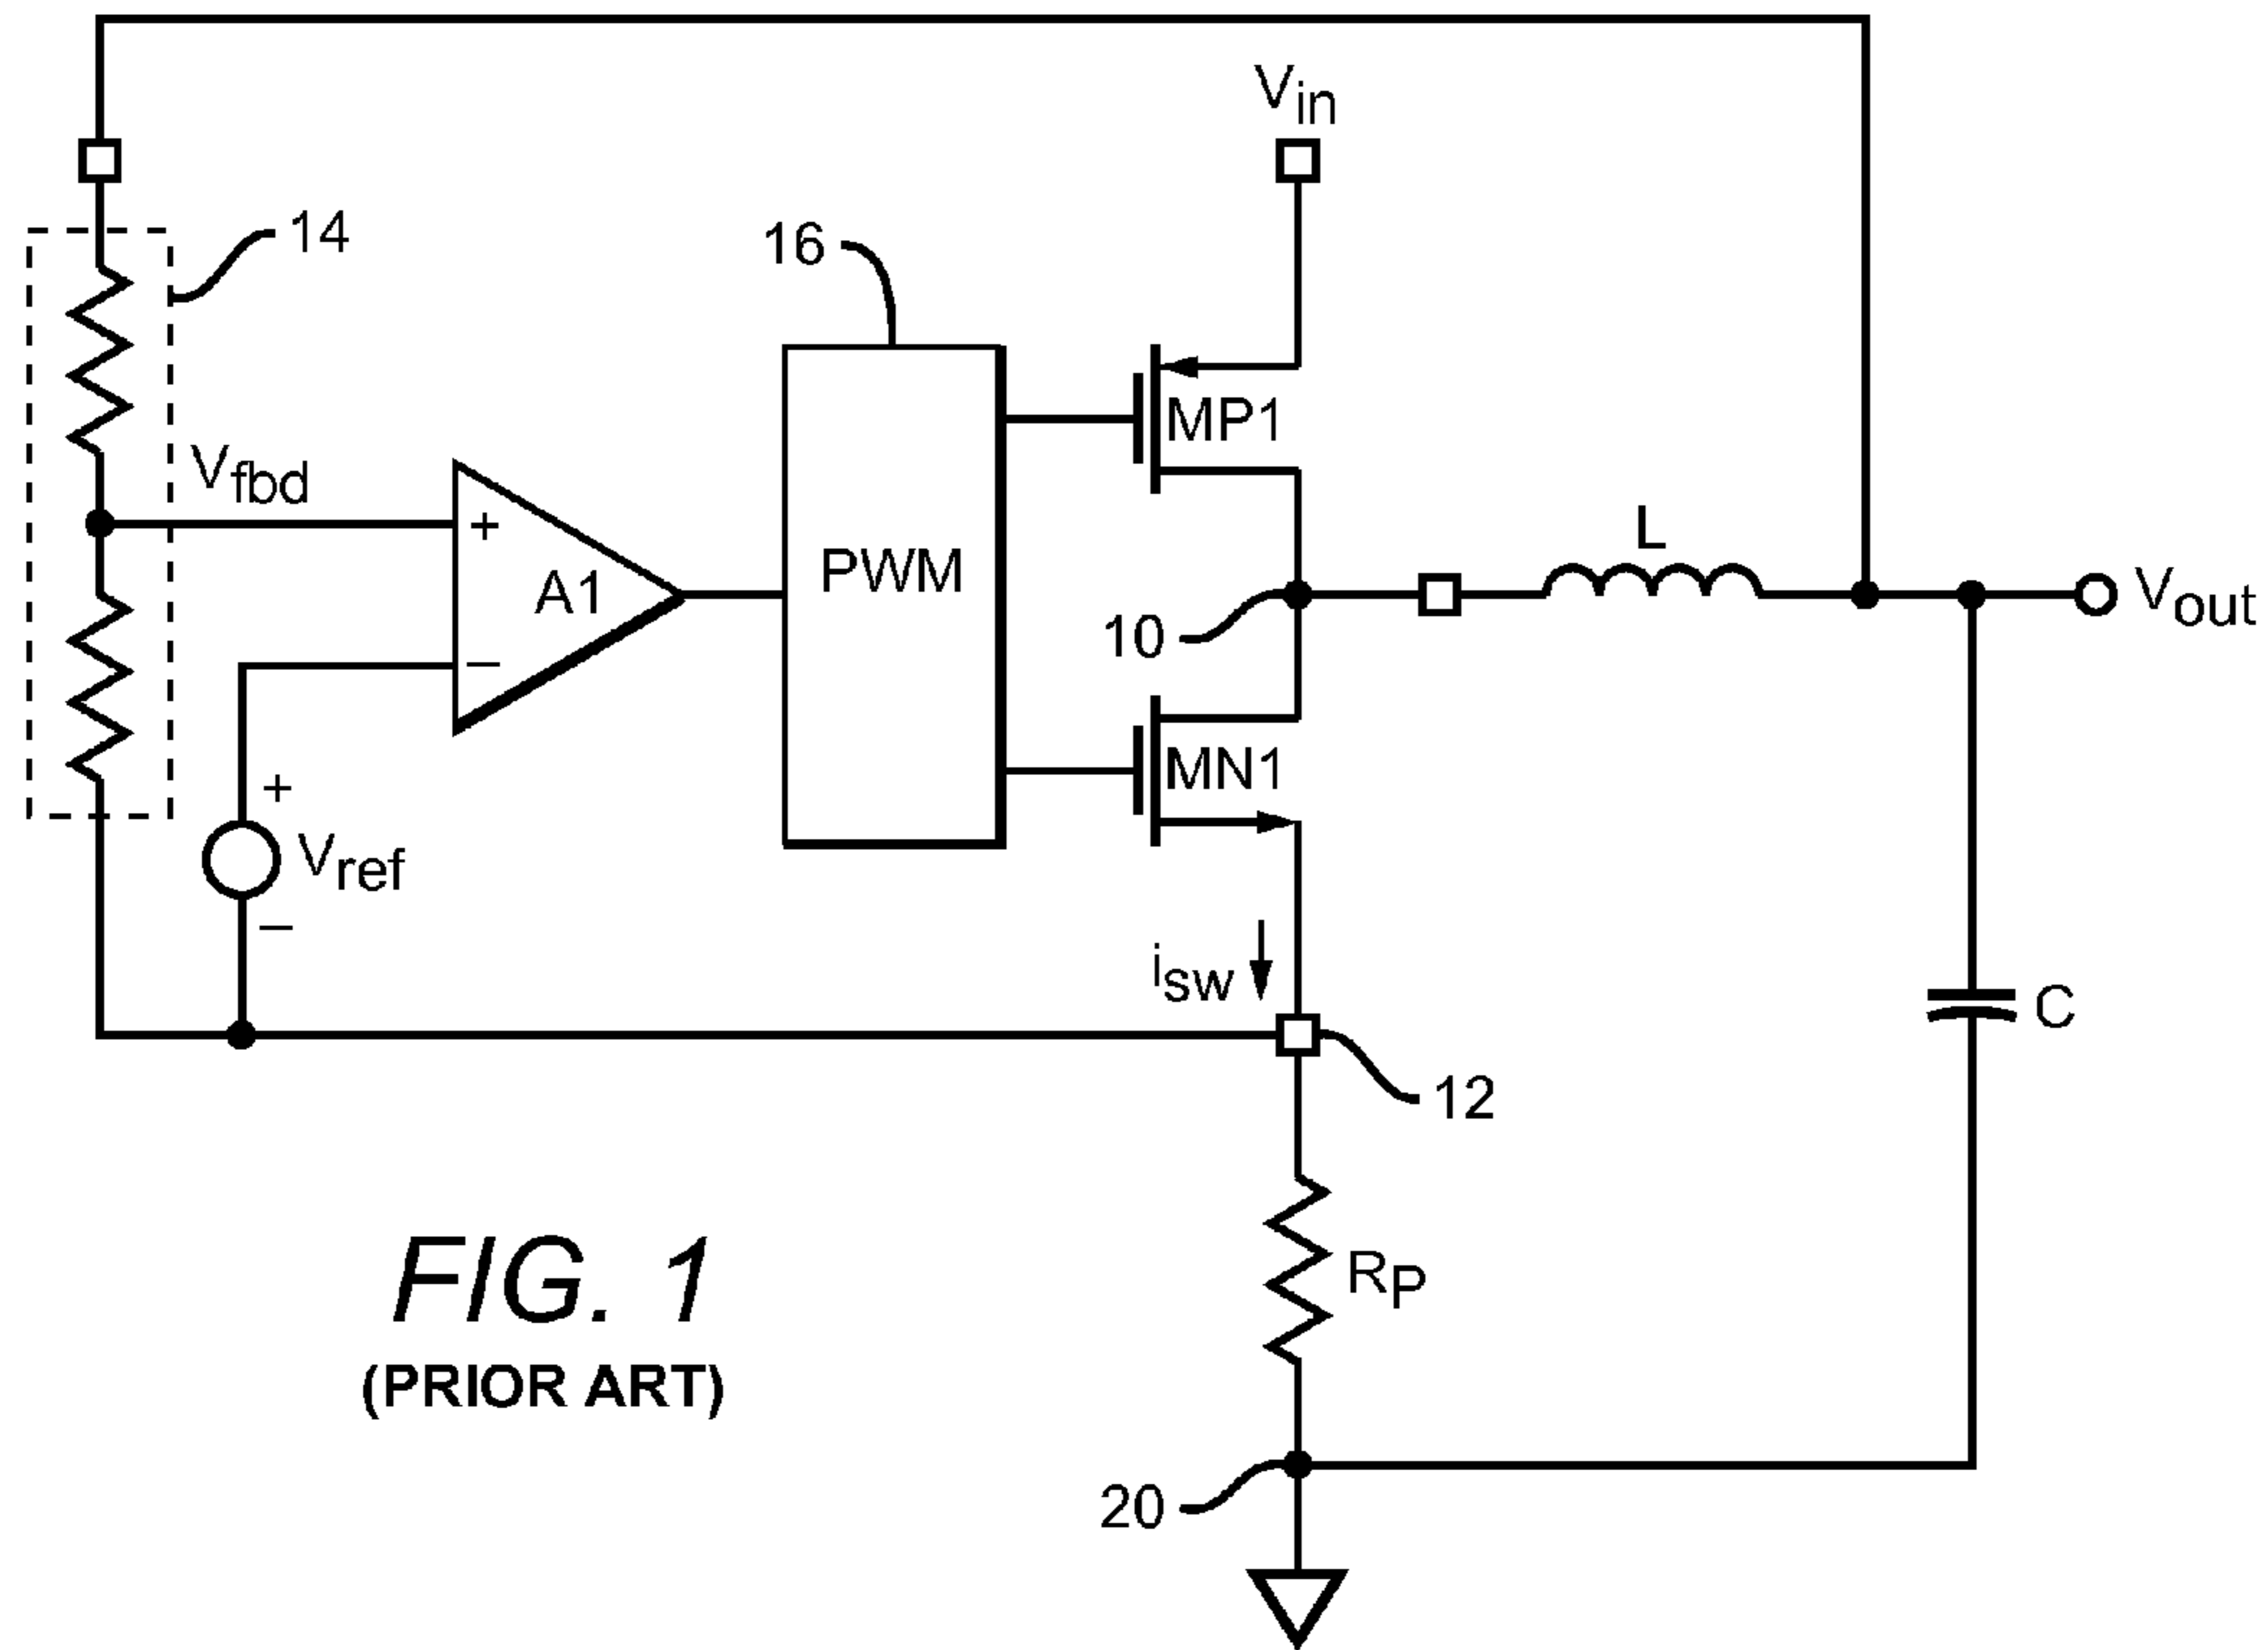 Vin
14
16
MP1
Vfbd
+
A1
PWM
L
10
Vout
−
MN1
+
Vref
−
isw
C
12
RP
FIG. 1
(PRIOR ART)
20